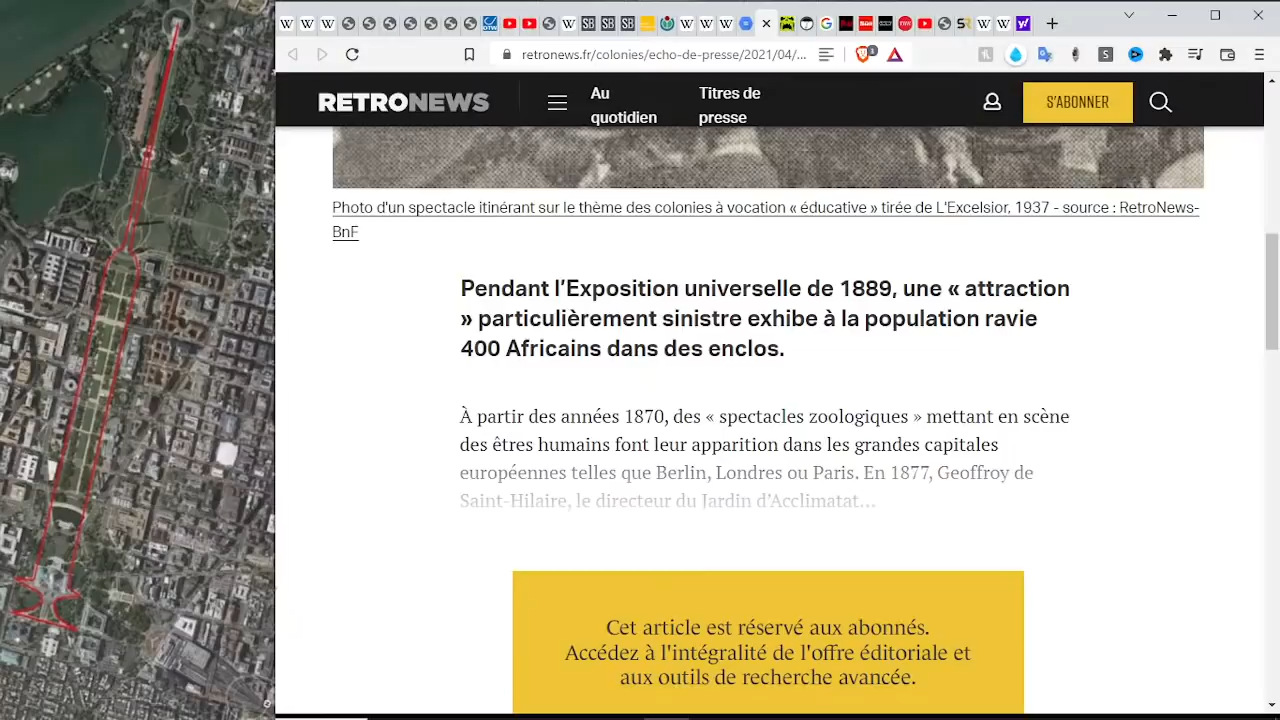 retronews.fr/colonies/echo-de-presse/2021/04/...
RETRONEWS
Au
quotidien
Titres de
presse
S'ABONNER
Photo d'un spectacle itinérant sur le thème des colonies à vocation « éducative » tirée de L'Excelsior, 1937 - source : RetroNews-
BnF
Pendant l'Exposition universelle de 1889, une « attraction
» particulièrement sinistre exhibe à la population ravie
400 Africains dans des enclos.
À partir des années 1870, des « spectacles zoologiques » mettant en scène
des êtres humains font leur apparition dans les grandes capitales
européennes telles que Berlin, Londres ou Paris. En 1877, Geoffroy de
Saint-Hilaire, le directeur du Jardin d'Acclimatat...
Cet article est réservé aux abonnés.
Accédez à l'intégralité de l'offre éditoriale et
aux outils de recherche avancée.